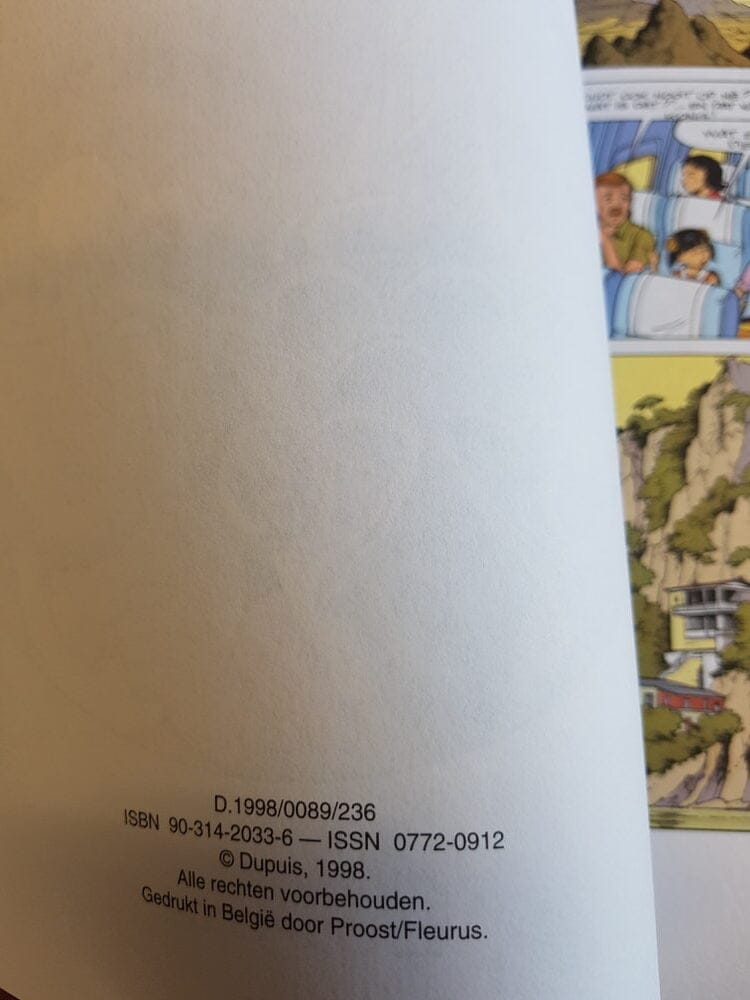 D.1998/0089/236
ISBN 90-314-2033-6 — ISSN 0772-0912
© Dupuis, 1998.
Alle rechten voorbehouden.
Gedrukt in België door Proost/Fleurus.